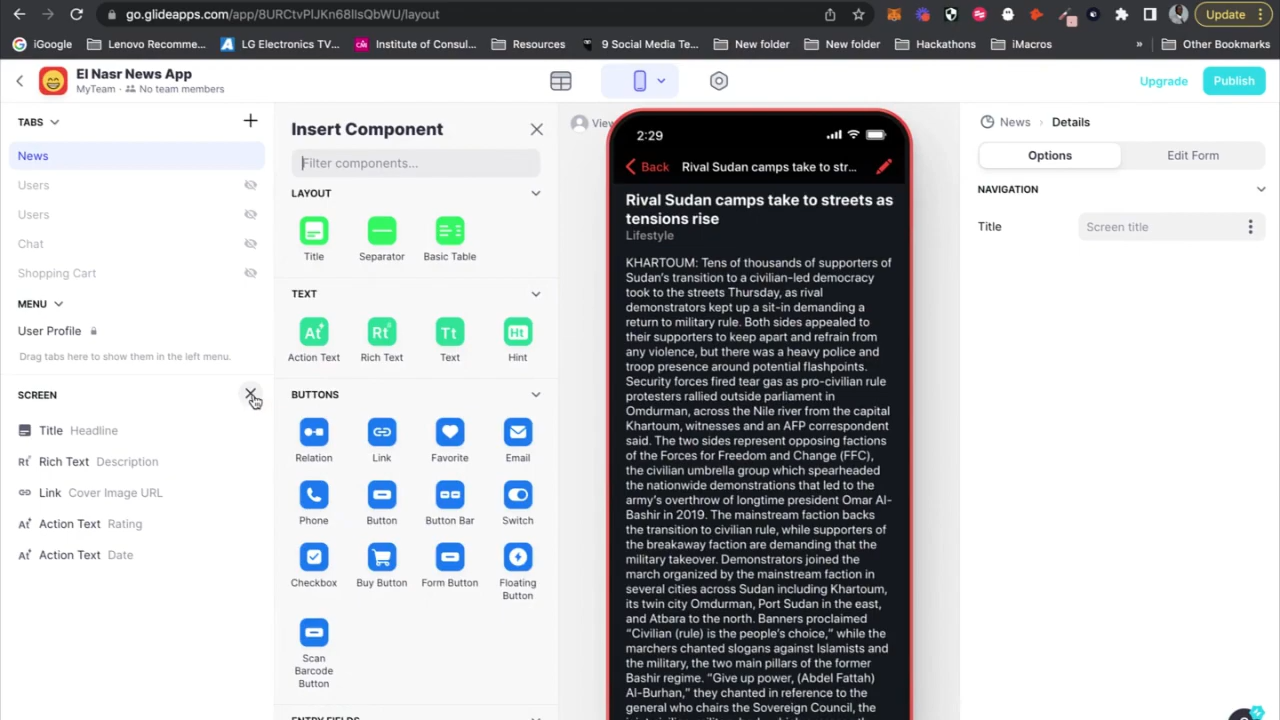 go.glideapps.com/app/8URCtvPlJKn68lIsQbWU/layout
Update
iGoogle
Lenovo Recomme...
LG Electronics TV...
Institute of Consul...
Resources
9 Social Media Te...
New folder
New folder
Hackathons
iMacros
»
Other Bookmarks
El Nasr News App
MyTeam · No team members
Upgrade
Publish
TABS
News
Users
Users
Chat
Shopping Cart
MENU
User Profile
Drag tabs here to show them in the left menu.
SCREEN
Title Headline
Rich Text Description
Link Cover Image URL
Action Text Rating
Action Text Date
Insert Component
Filter components...
LAYOUT
Title
Separator
Basic Table
TEXT
Action Text
Rich Text
Text
Hint
BUTTONS
Relation
Link
Favorite
Email
Phone
Button
Button Bar
Switch
Checkbox
Buy Button
Form Button
Floating
Button
Scan
Barcode
Button
ENTRY FIELDS
2:29
Back
Rival Sudan camps take to str...
Rival Sudan camps take to streets as
tensions rise
Lifestyle
KHARTOUM: Tens of thousands of supporters of
Sudan's transition to a civilian-led democracy
took to the streets Thursday, as rival
demonstrators kept up a sit-in demanding a
return to military rule. Both sides appealed to
their supporters to keep apart and refrain from
any violence, but there was a heavy police and
troop presence around potential flashpoints.
Security forces fired tear gas as pro-civilian rule
protesters rallied outside parliament in
Omdurman, across the Nile river from the capital
Khartoum, witnesses and an AFP correspondent
said. The two sides represent opposing factions
of the Forces for Freedom and Change (FFC),
the civilian umbrella group which spearheaded
the nationwide demonstrations that led to the
army's overthrow of longtime president Omar Al-
Bashir in 2019. The mainstream faction backs
the transition to civilian rule, while supporters of
the breakaway faction are demanding that the
military takeover. Demonstrators joined the
march organized by the mainstream faction in
several cities across Sudan including Khartoum,
its twin city Omdurman, Port Sudan in the east,
and Atbara to the north. Banners proclaimed
“Civilian (rule) is the people's choice,” while the
marchers chanted slogans against Islamists and
the military, the two main pillars of the former
Bashir regime. “Give up power, (Abdel Fattah)
Al-Burhan,” they chanted in reference to the
general who chairs the Sovereign Council, the
News › Details
Options
Edit Form
NAVIGATION
Title
Screen title